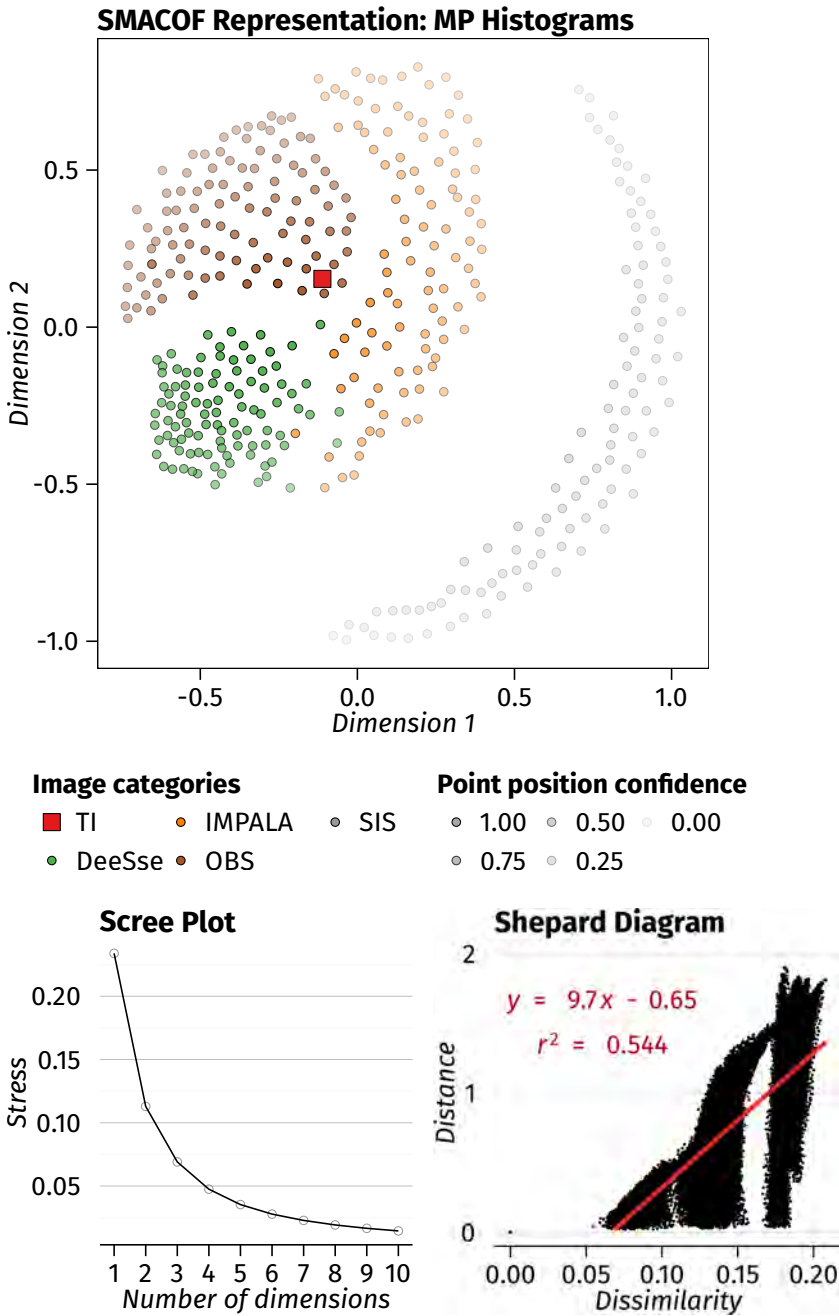 SMACOF Representation: MP Histograms
0.5
0.0
-0.5
-1.0
Dimension 2
-0.5 0.0 0.5 1.0
Dimension 1
Image categories
TI IMPALA SIS
DeeSse OBS
Point position confidence
1.00 0.50 0.00
0.75 0.25
Scree Plot
0.20
0.15
0.10
0.05
Stress
1 2 3 4 5 6 7 8 9 10
Number of dimensions
Shepard Diagram
2
1
0
Distance
y = 9.7x - 0.65
r² = 0.544
0.00 0.05 0.10 0.15 0.20
Dissimilarity